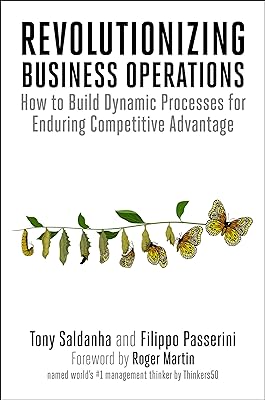 REVOLUTIONIZING
BUSINESS OPERATIONS
How to Build Dynamic Processes for
Enduring Competitive Advantage
Tony Saldanha and Filippo Passerini
Foreword by Roger Martin
named world's #1 management thinker by Thinkers50